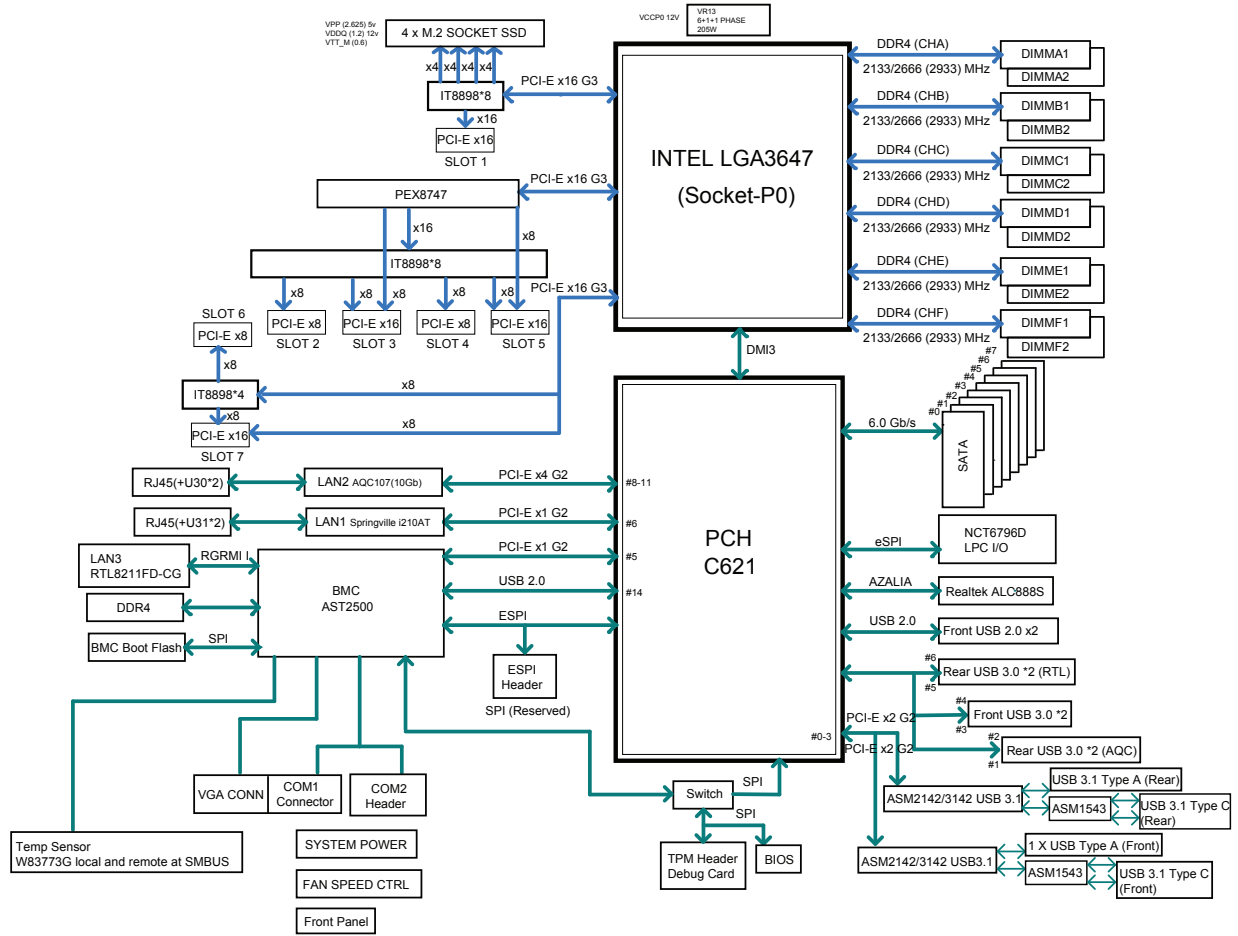 VPP (2.625) 5v
VDDQ (1.2) 12v
VTT_M (0.6)
4 x M.2 SOCKET SSD
VCCP0 12V
VR13
6+1+1 PHASE
205W
x4 x4 x4 x4
IT8898*8
PCI-E x16 G3
x16
PCI-E x16
SLOT 1
INTEL LGA3647
(Socket-P0)
DDR4 (CHA)
2133/2666 (2933) MHz
DIMMA1
DIMMA2
DDR4 (CHB)
2133/2666 (2933) MHz
DIMMB1
DIMMB2
DDR4 (CHC)
2133/2666 (2933) MHz
DIMMC1
DIMMC2
DDR4 (CHD)
2133/2666 (2933) MHz
DIMMD1
DIMMD2
DDR4 (CHE)
2133/2666 (2933) MHz
DIMME1
DIMME2
DDR4 (CHF)
2133/2666 (2933) MHz
DIMMF1
DIMMF2
PEX8747
PCI-E x16 G3
x16
x8
IT8898*8
PCI-E x16 G3
x8
x8
x8
x8
x8
x8
PCI-E x8
PCI-E x16
PCI-E x8
PCI-E x16
SLOT 2
SLOT 3
SLOT 4
SLOT 5
SLOT 6
PCI-E x8
x8
IT8898*4
x8
x8
PCI-E x16
x8
SLOT 7
DMI3
PCH
C621
6.0 Gb/s
#0
#1
#2
#3
#4
#5
#6
#7
SATA
RJ45(+U30*2)
LAN2 AQC107(10Gb)
PCI-E x4 G2
#8-11
RJ45(+U31*2)
LAN1 Springville i210AT
PCI-E x1 G2
#6
LAN3
RTL8211FD-CG
RGRMI I
BMC
AST2500
PCI-E x1 G2
#5
USB 2.0
#14
ESPI
DDR4
BMC Boot Flash
SPI
ESPI
Header
SPI (Reserved)
eSPI
NCT6796D
LPC I/O
AZALIA
Realtek ALC888S
USB 2.0
Front USB 2.0 x2
#6
#5
Rear USB 3.0 *2 (RTL)
#4
#3
Front USB 3.0 *2
#2
#1
Rear USB 3.0 *2 (AQC)
#0-3
PCI-E x2 G2
PCI-E x2 G2
ASM2142/3142 USB 3.1
USB 3.1 Type A (Rear)
ASM1543
USB 3.1 Type C
(Rear)
ASM2142/3142 USB3.1
1 X USB Type A (Front)
ASM1543
USB 3.1 Type C
(Front)
VGA CONN
COM1
Connector
COM2
Header
Switch
SPI
SPI
TPM Header
Debug Card
BIOS
Temp Sensor
W83773G local and remote at SMBUS
SYSTEM POWER
FAN SPEED CTRL
Front Panel